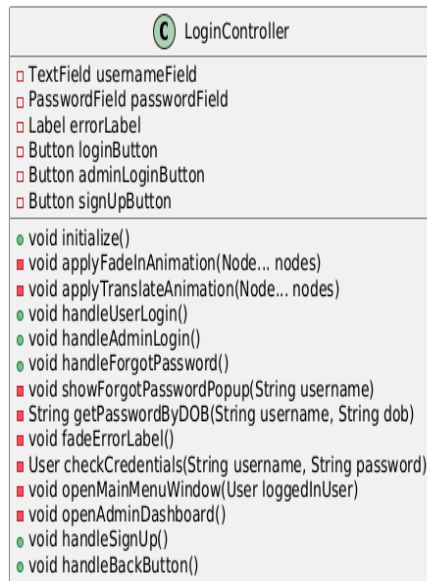 C LoginController
TextField usernameField
PasswordField passwordField
Label errorLabel
Button loginButton
Button adminLoginButton
Button signUpButton
void initialize()
void applyFadeInAnimation(Node... nodes)
void applyTranslateAnimation(Node... nodes)
void handleUserLogin()
void handleAdminLogin()
void handleForgotPassword()
void showForgotPasswordPopup(String username)
String getPasswordByDOB(String username, String dob)
void fadeErrorLabel()
User checkCredentials(String username, String password)
void openMainMenuWindow(User loggedInUser)
void openAdminDashboard()
void handleSignUp()
void handleBackButton()